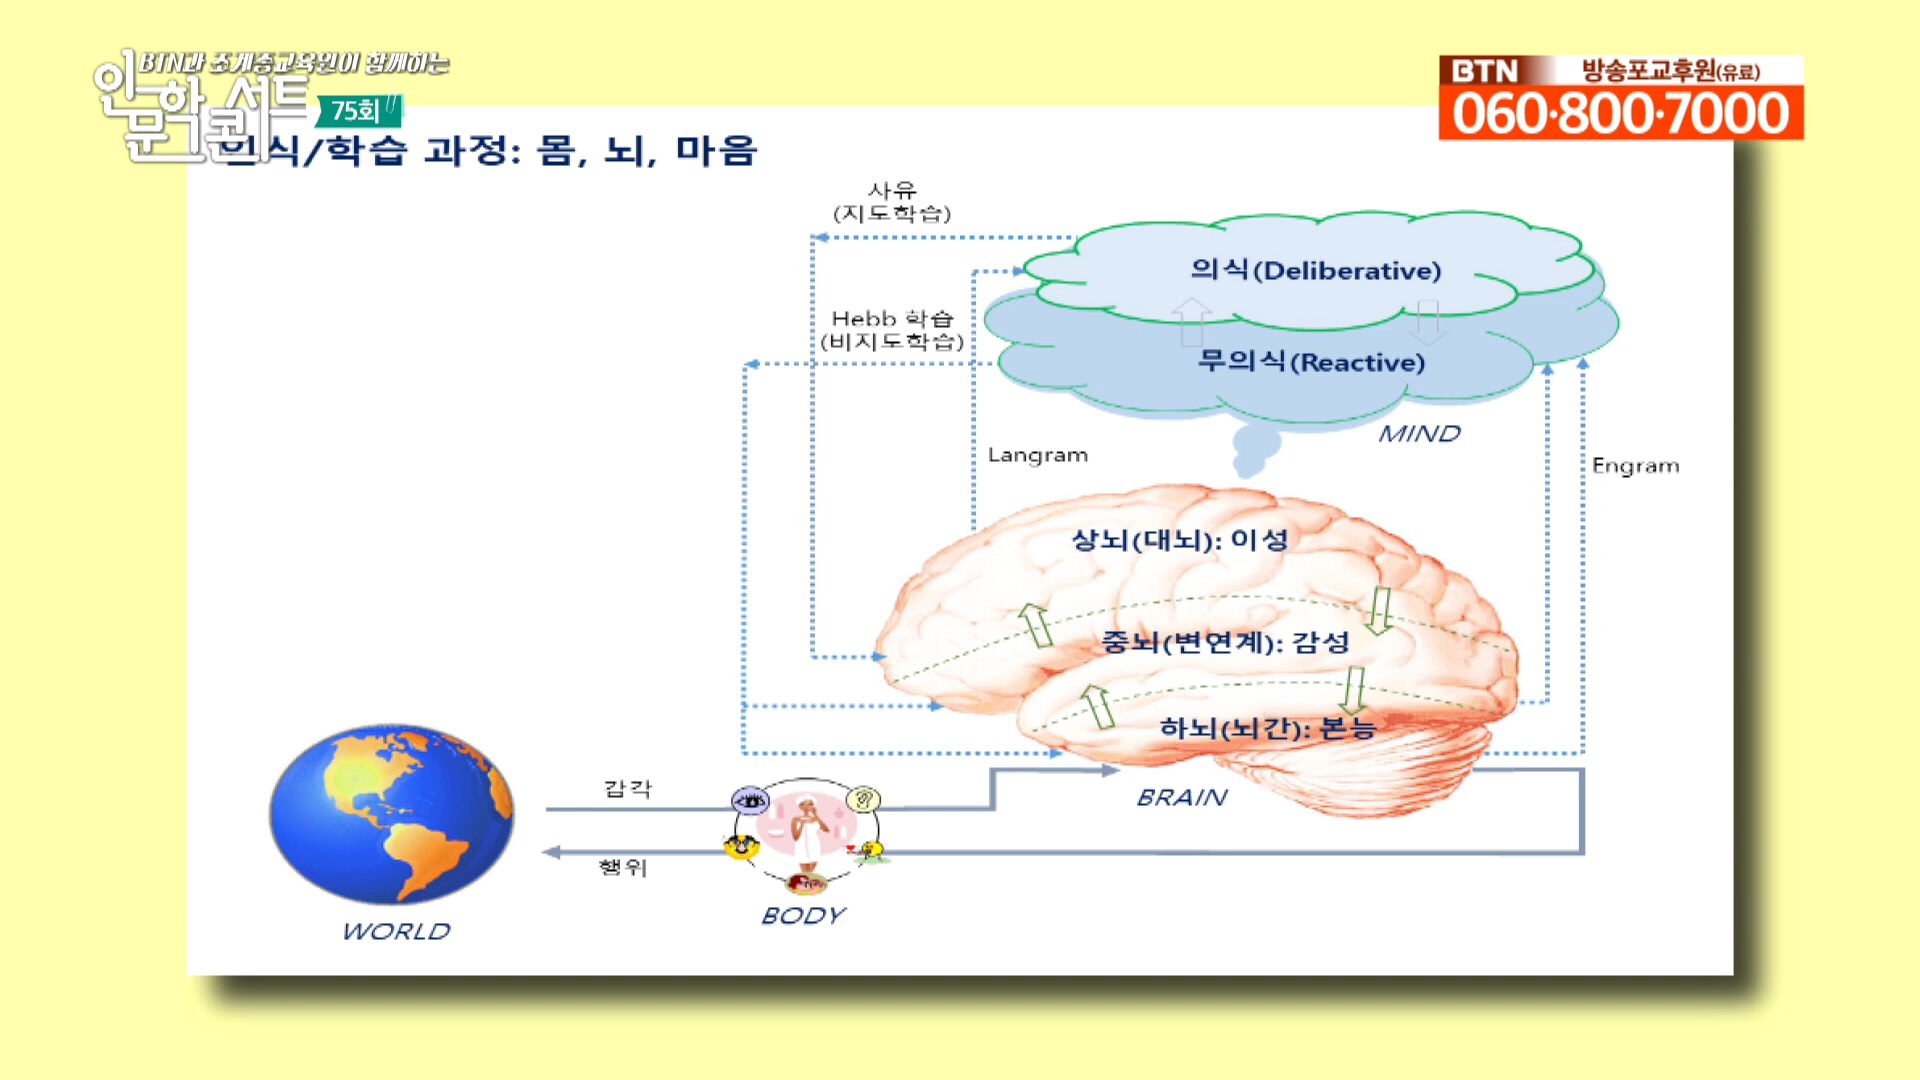 BTN과 조계종교육원이 함께하는
인문학 콘서트
75회
BTN 방송포교후원(유료)
060·800·7000
인식/학습 과정: 몸, 뇌, 마음
사유
(지도학습)
의식(Deliberative)
Hebb 학습
(비지도학습)
무의식(Reactive)
MIND
Langram
Engram
상뇌(대뇌): 이성
중뇌(변연계): 감성
하뇌(뇌간): 본능
감각
BRAIN
행위
BODY
WORLD